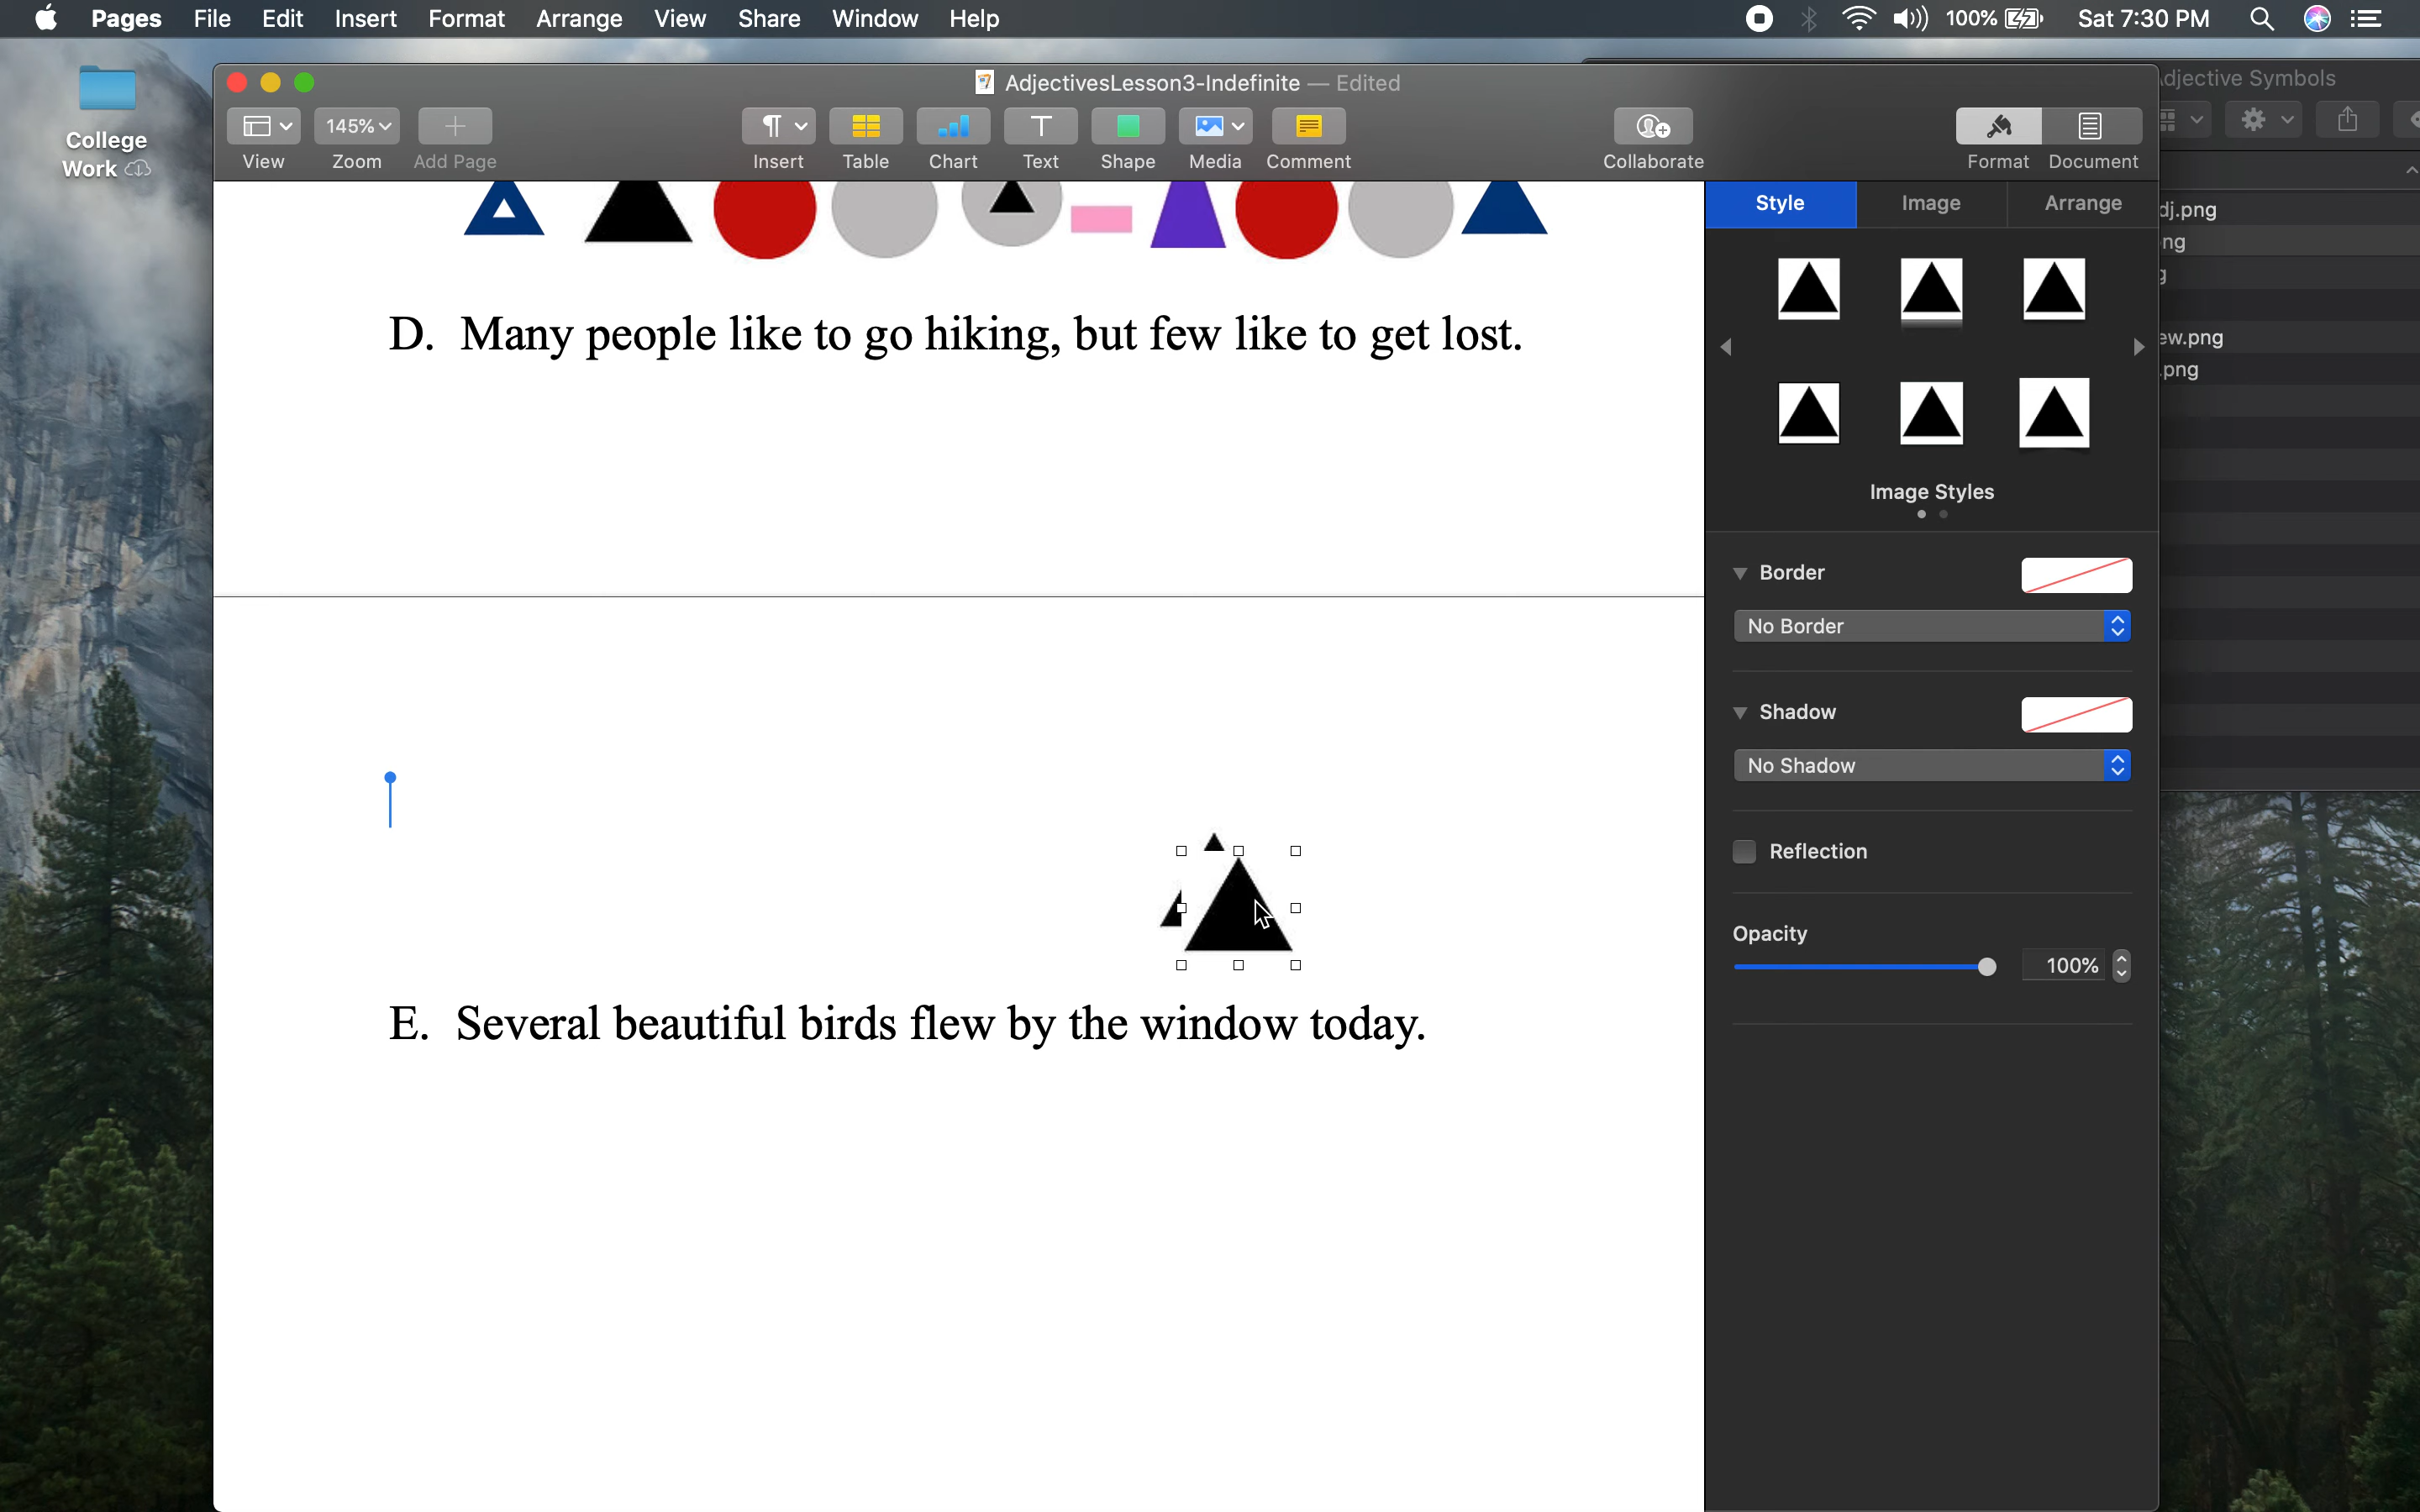 Pages File Edit Insert Format Arrange View Share Window Help 100% Sat 7:30 PM
College
Work
AdjectivesLesson3-Indefinite — Edited
djective Symbols
145%
View Zoom Add Page Insert Table Chart Text Shape Media Comment Collaborate Format Document
Style Image Arrange
dj.png
ng
g
ew.png
.png
D. Many people like to go hiking, but few like to get lost.
Image Styles
Border
No Border
Shadow
No Shadow
Reflection
Opacity
100%
E. Several beautiful birds flew by the window today.